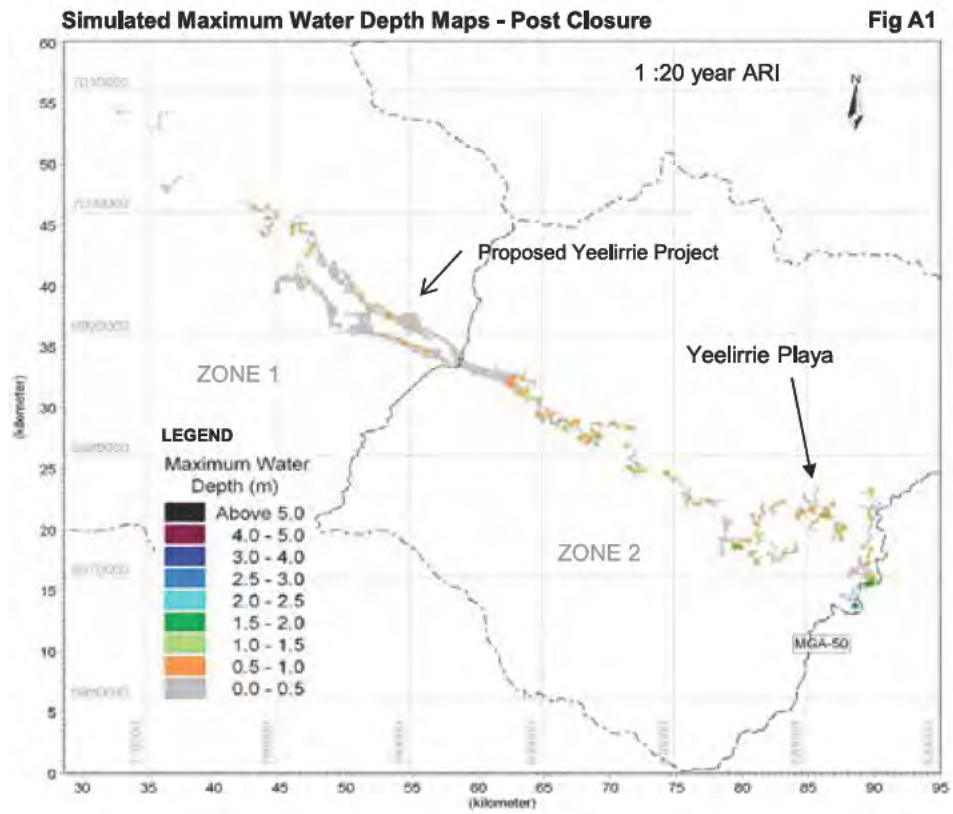 Simulated Maximum Water Depth Maps - Post Closure
Fig A1
1 :20 year ARI
N
Proposed Yeelirrie Project
Yeelirrie Playa
ZONE 1
ZONE 2
MGA-50
LEGEND
Maximum Water
Depth (m)
Above 5.0
4.0 - 5.0
3.0 - 4.0
2.5 - 3.0
2.0 - 2.5
1.5 - 2.0
1.0 - 1.5
0.5 - 1.0
0.0 - 0.5
60
55
50
45
40
35
30
25
20
15
10
5
0
(kilometer)
30 35 40 45 50 55 60 65 70 75 80 85 90 95
(kilometer)